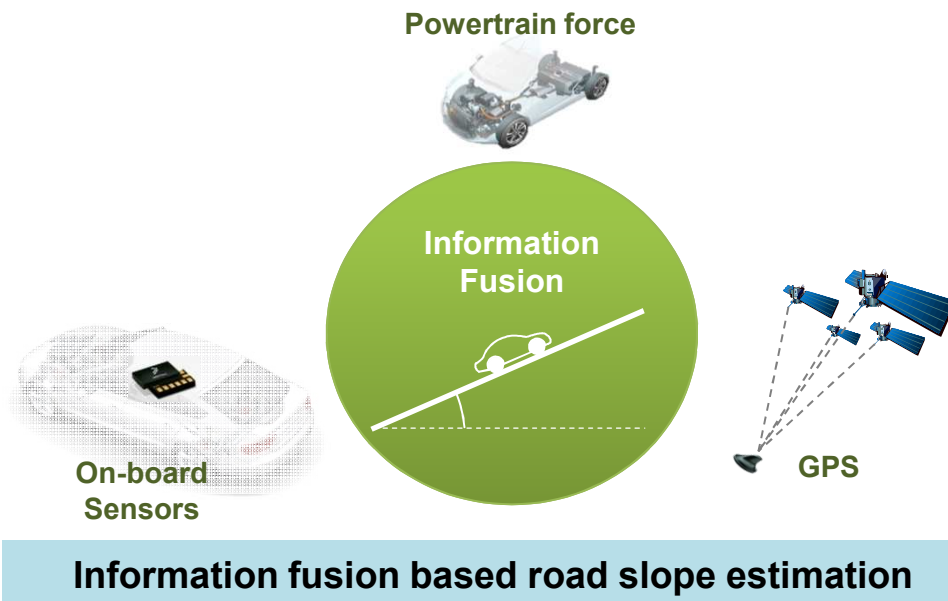 Powertrain force
Information
Fusion
On-board
Sensors
GPS
Information fusion based road slope estimation